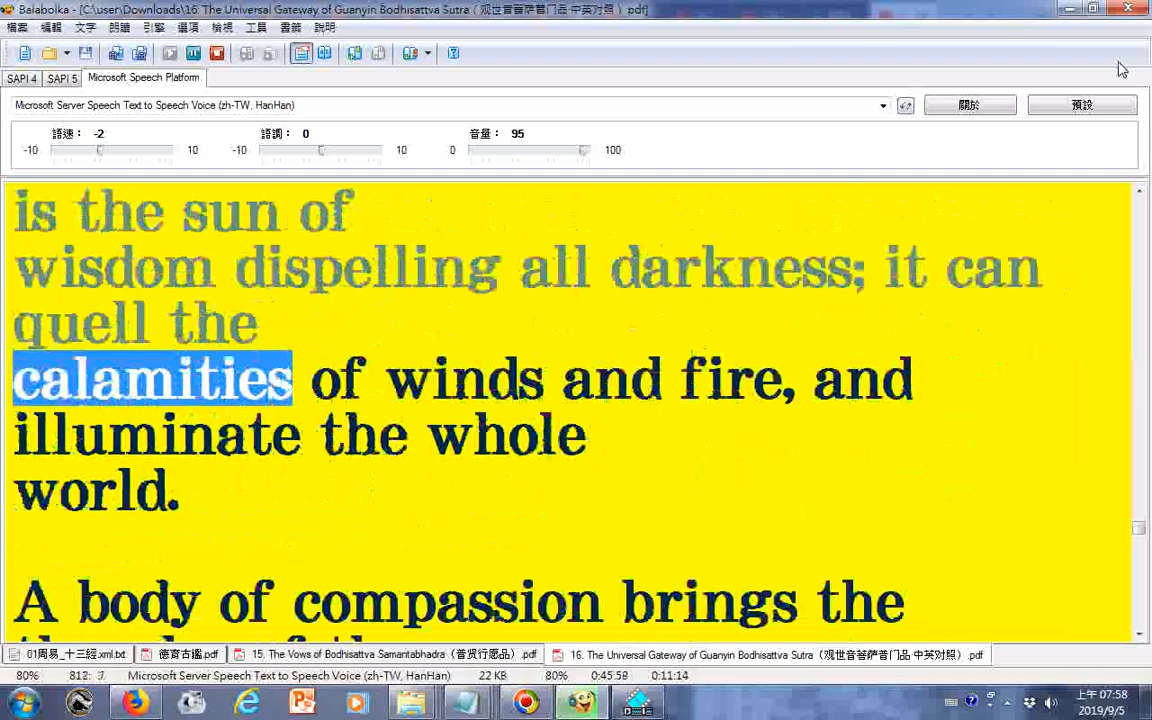 Balabolka - [C:\user\Downloads\16. The Universal Gateway of Guanyin Bodhisattva Sutra（观世音菩萨普门品 中英对照 ）.pdf]
檔案 編輯 文字 朗讀 引擎 選項 檢視 工具 書籤 說明
SAPI 4 SAPI 5 Microsoft Speech Platform
Microsoft Server Speech Text to Speech Voice (zh-TW, HanHan) 關於 預設
語速： -2 語調： 0 音量： 95
-10 10 -10 10 0 100
is the sun of
wisdom dispelling all darkness; it can
quell the
calamities of winds and fire, and
illuminate the whole
world.
A body of compassion brings the
01周易_十三經.xml.txt 德育古鑑.pdf 15. The Vows of Bodhisattva Samantabhadra（普贤行愿品）.pdf 16. The Universal Gateway of Guanyin Bodhisattva Sutra（观世音菩萨普门品 中英对照 ）.pdf
80% 812: Microsoft Server Speech Text to Speech Voice (zh-TW, HanHan) 22 KB 80% 0:45:58 0:11:14
上午 07:58
2019/9/5